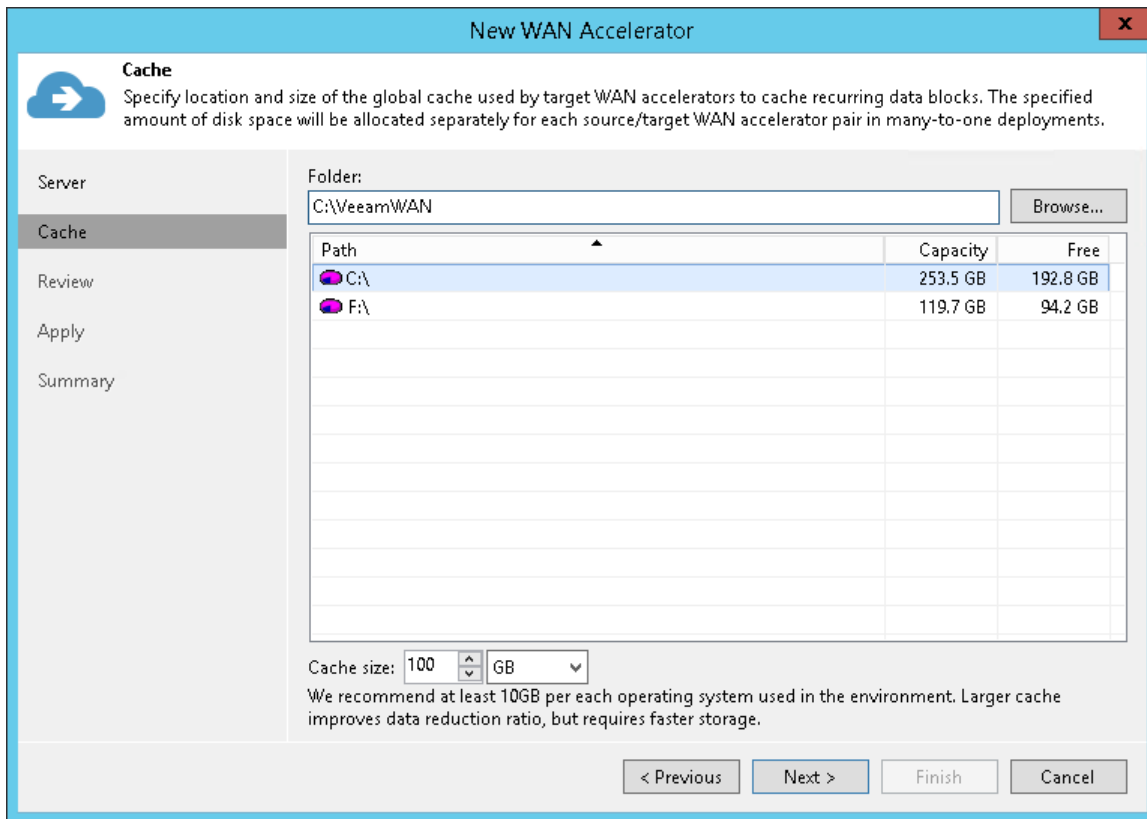 New WAN Accelerator
x
Cache
Specify location and size of the global cache used by target WAN accelerators to cache recurring data blocks. The specified
amount of disk space will be allocated separately for each source/target WAN accelerator pair in many-to-one deployments.
Server
Cache
Review
Apply
Summary
Folder:
C:\VeeamWAN
Browse...
Path Capacity Free
C:\ 253.5 GB 192.8 GB
F:\ 119.7 GB 94.2 GB
Cache size: 100 GB
We recommend at least 10GB per each operating system used in the environment. Larger cache
improves data reduction ratio, but requires faster storage.
< Previous Next > Finish Cancel